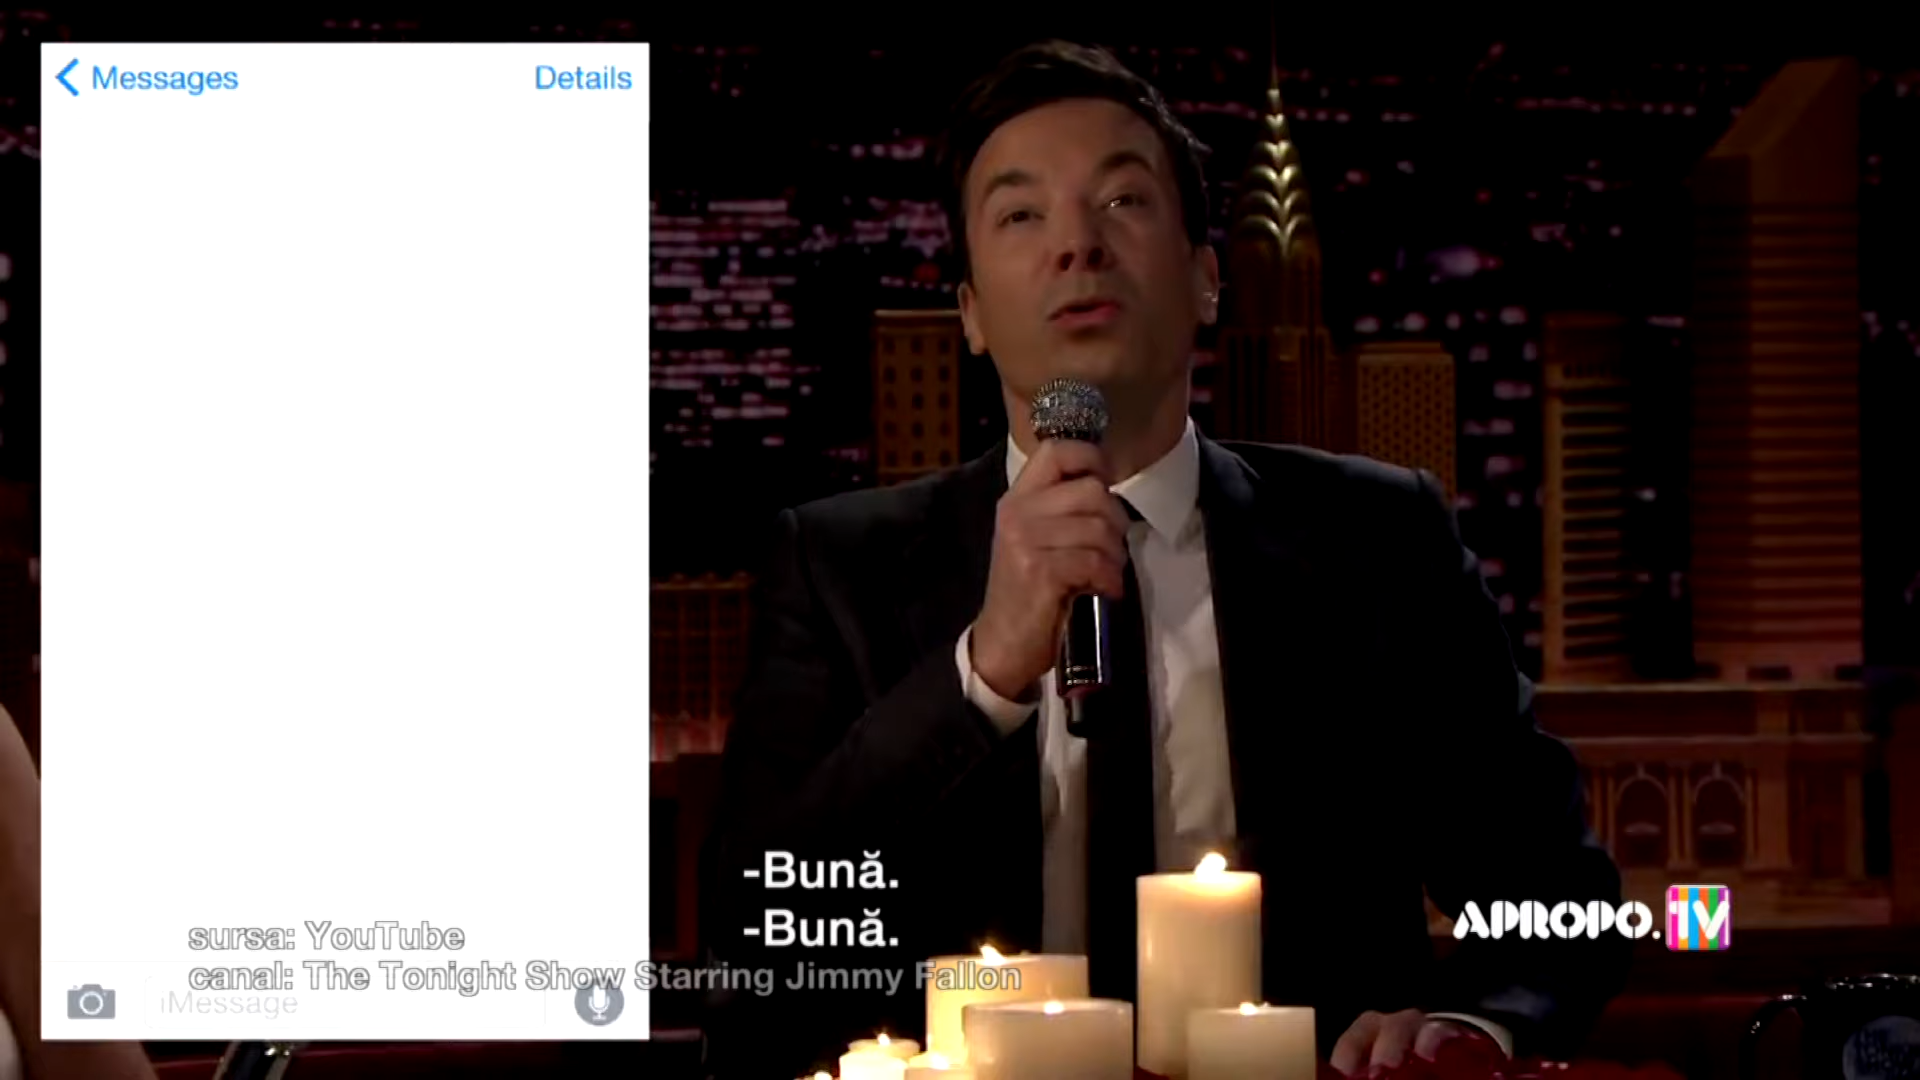 Messages
Details
-Bună.
-Bună.
sursa: YouTube
canal: The Tonight Show Starring Jimmy Fallon
iMessage
APROPO.TV